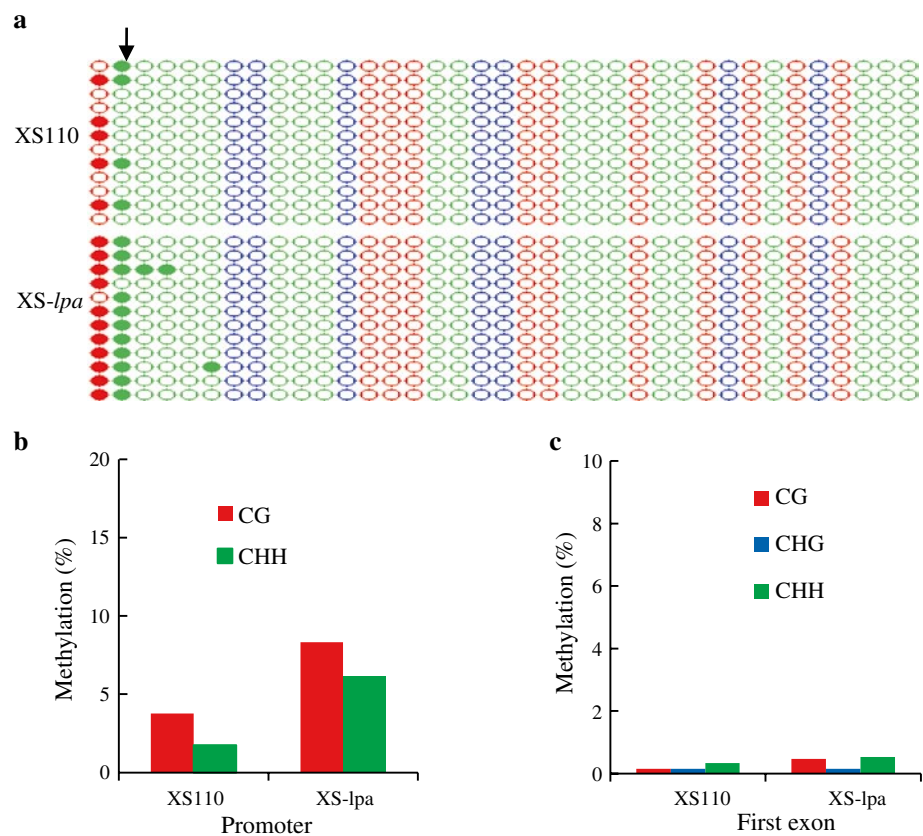 a
XS110
XS-lpa
b
20
15
10
5
0
Methylation (%)
CG
CHH
XS110
XS-lpa
Promoter
c
10
8
6
4
2
0
Methylation (%)
CG
CHG
CHH
XS110
XS-lpa
First exon